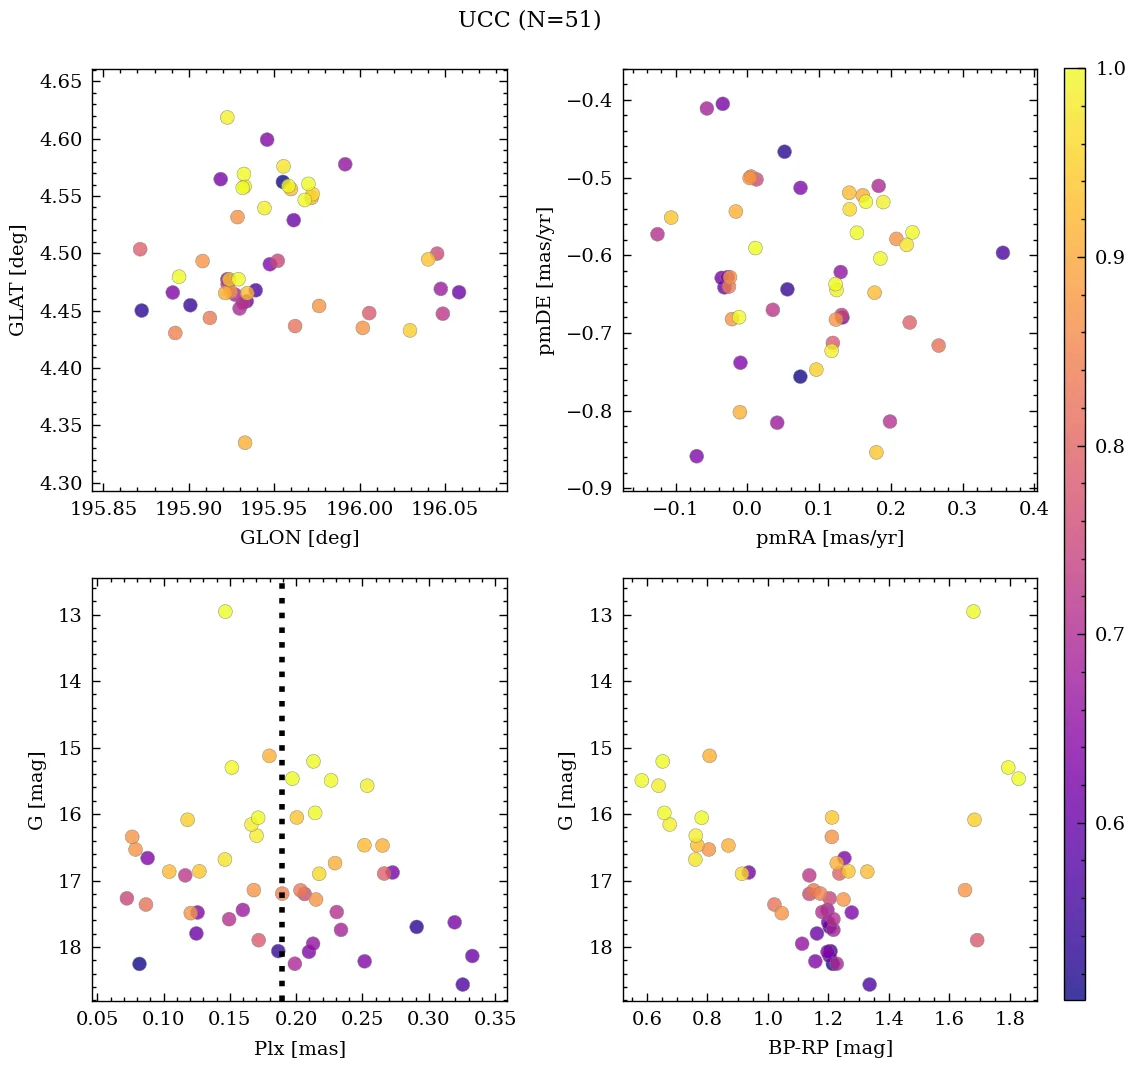 UCC (N=51)
4.65
4.60
4.55
4.50
4.45
4.40
4.35
4.30
GLAT [deg]
195.85 195.90 195.95 196.00 196.05
GLON [deg]
−0.4
−0.5
−0.6
−0.7
−0.8
−0.9
pmDE [mas/yr]
−0.1 0.0 0.1 0.2 0.3 0.4
pmRA [mas/yr]
13
14
15
16
17
18
G [mag]
0.05 0.10 0.15 0.20 0.25 0.30 0.35
Plx [mas]
13
14
15
16
17
18
G [mag]
0.6 0.8 1.0 1.2 1.4 1.6 1.8
BP-RP [mag]
1.0
0.9
0.8
0.7
0.6